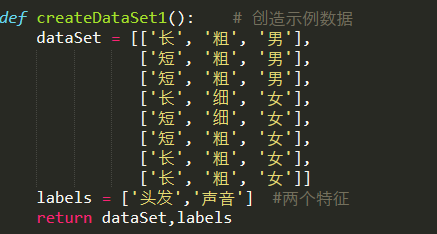 def createDataSet1():    # 创造示例数据
    dataSet = [['长', '粗', '男'],
               ['短', '粗', '男'],
               ['短', '粗', '男'],
               ['长', '细', '女'],
               ['短', '细', '女'],
               ['短', '粗', '女'],
               ['长', '粗', '女'],
               ['长', '粗', '女']]
    labels = ['头发','声音']  #两个特征
    return dataSet,labels